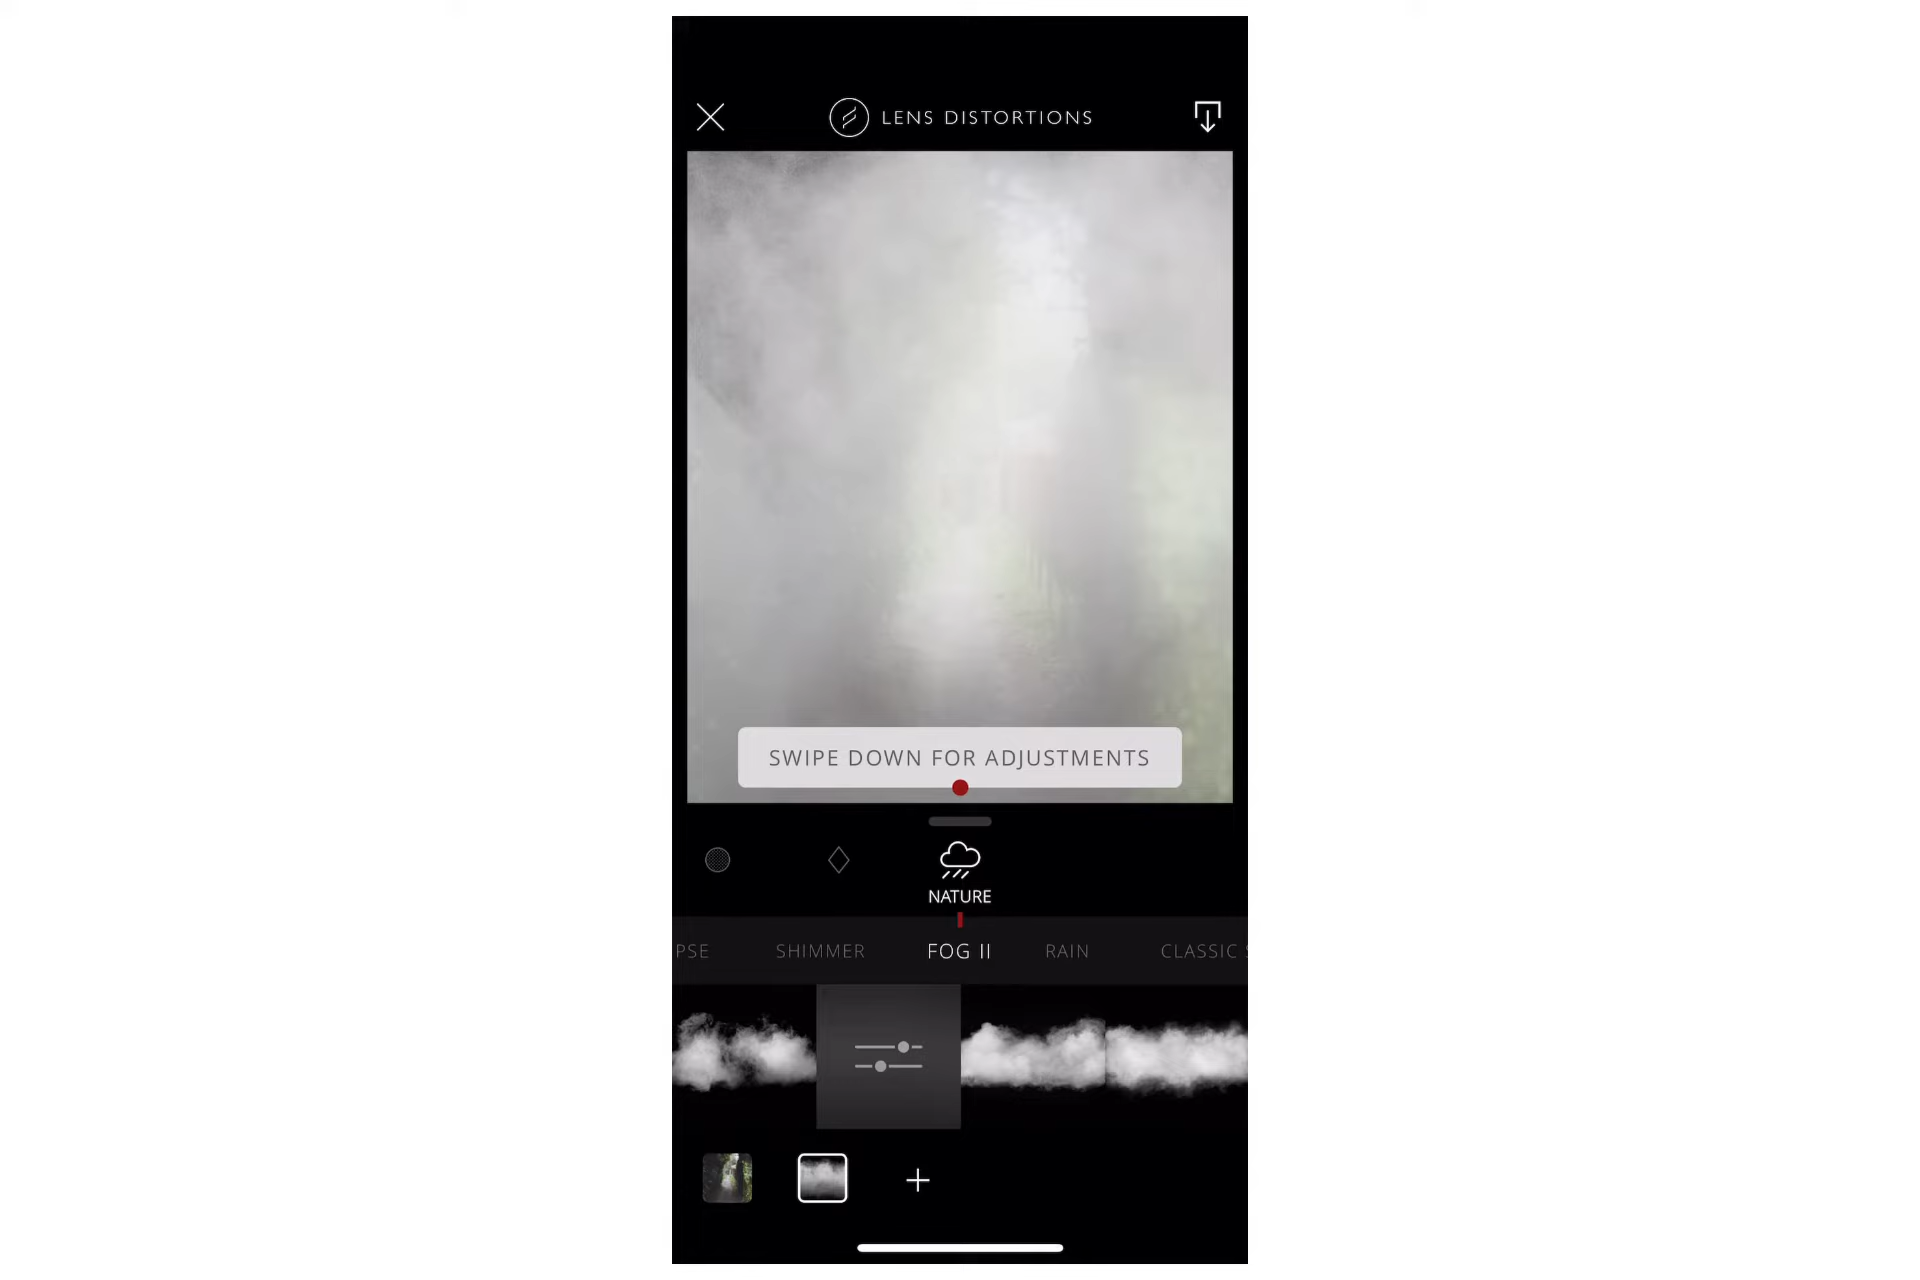 LENS DISTORTIONS
SWIPE DOWN FOR ADJUSTMENTS
NATURE
PSE SHIMMER FOG II RAIN CLASSIC